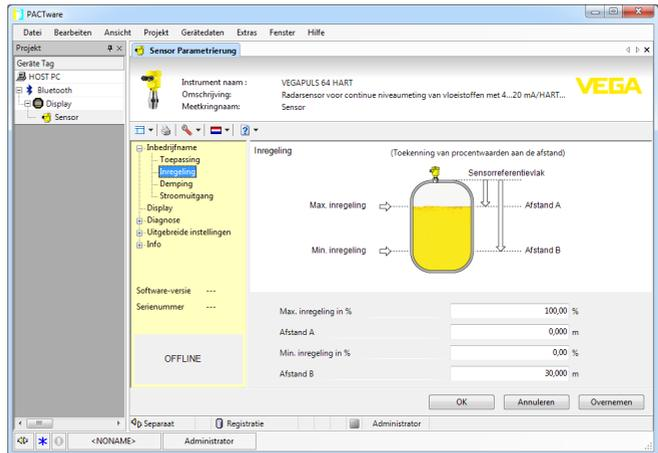 PACTware
Datei Bearbeiten Ansicht Projekt Gerätedaten Extras Fenster Hilfe
Projekt
Sensor Parametrierung
Geräte Tag
HOST PC
Bluetooth
Display
Sensor
Instrument naam :
VEGAPULS 64 HART
Omschrijving:
Radarsensor voor continue niveaumeting van vloeistoffen met 4...20 mA/HART...
Meetkringnaam:
Sensor
VEGA
Inbedrijfname
Toepassing
Inregeling
Demping
Stroomuitgang
Display
Diagnose
Uitgebreide instellingen
Info
Software-versie ---
Serienummer ---
OFFLINE
Inregeling
(Toekenning van procentwaarden aan de afstand)
Sensorreferentievlak
Max. inregeling
Afstand A
Min. inregeling
Afstand B
Max. inregeling in %
100,00 %
Afstand A
0,000 m
Min. inregeling in %
0,00 %
Afstand B
30,000 m
OK Annuleren Overnemen
Separaat Registratie Administrator
<NONAME> Administrator